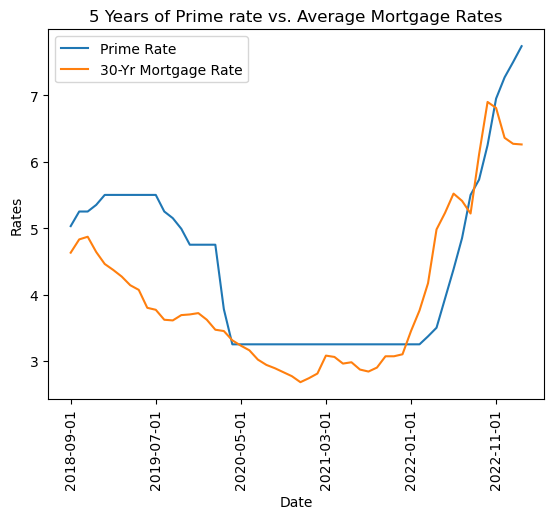 5 Years of Prime rate vs. Average Mortgage Rates
Prime Rate
30-Yr Mortgage Rate
7
6
5
4
3
Rates
2018-09-01
2019-07-01
2020-05-01
2021-03-01
2022-01-01
2022-11-01
Date